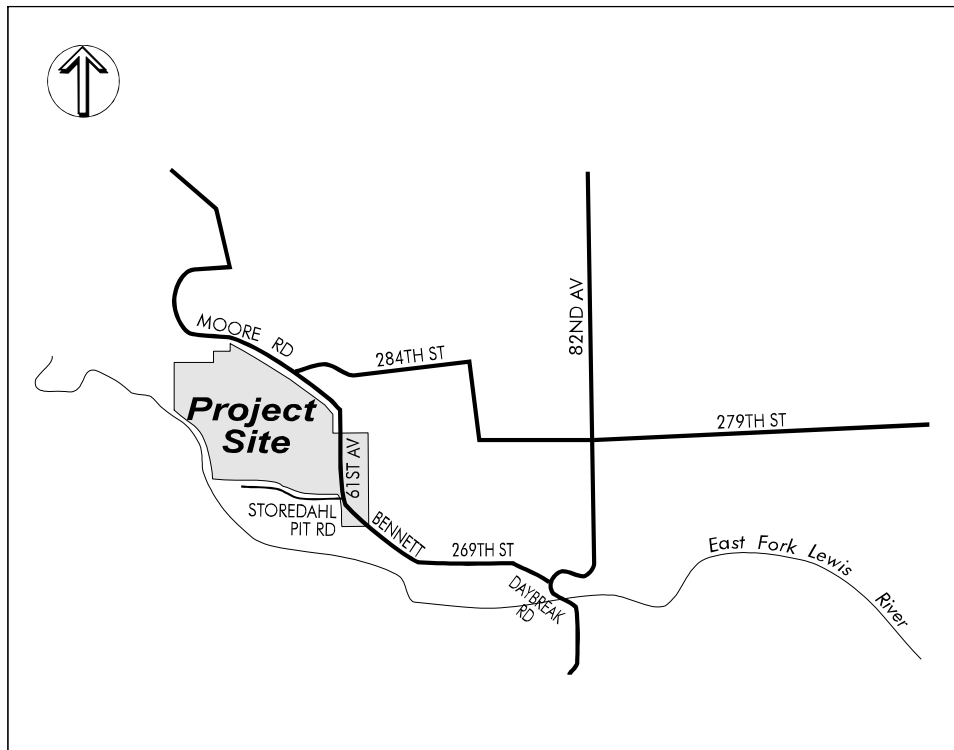 MOORE RD
284TH ST
82ND AV
279TH ST
Project
Site
61ST AV
STOREDAHL
PIT RD
BENNETT
269TH ST
DAYBREAK
RD
East Fork Lewis
River